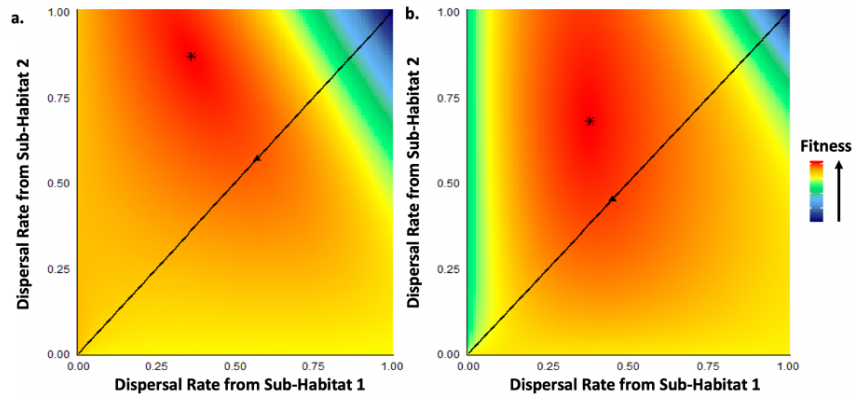 a.
1.00
0.75
0.50
0.25
0.00
Dispersal Rate from Sub-Habitat 2
0.00 0.25 0.50 0.75 1.00
Dispersal Rate from Sub-Habitat 1
b.
1.00
0.75
0.50
0.25
0.00
Dispersal Rate from Sub-Habitat 2
0.00 0.25 0.50 0.75 1.00
Dispersal Rate from Sub-Habitat 1
Fitness